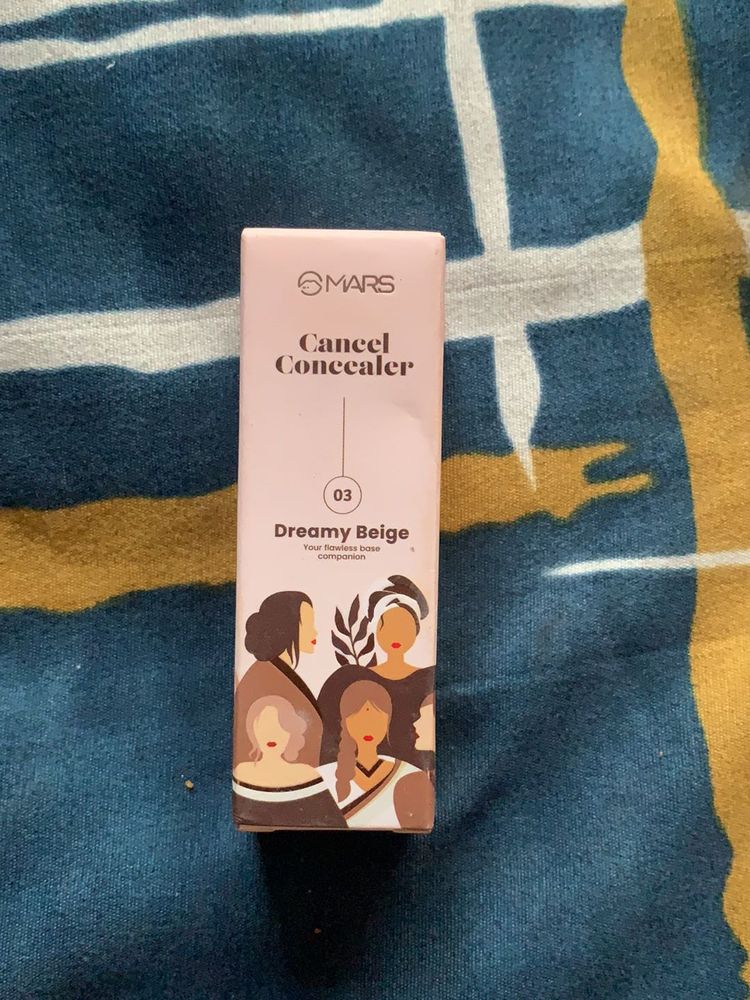 MARS
Cancel
Concealer
03
Dreamy Beige
Your flawless base
companion